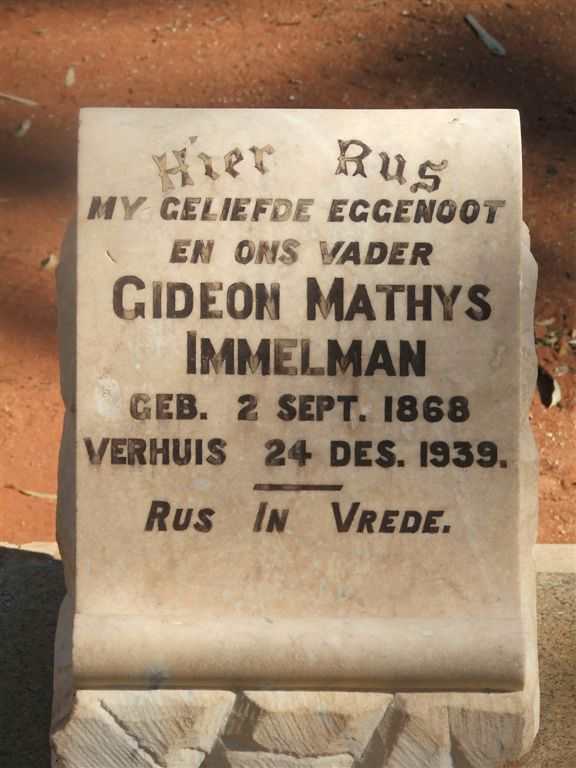 Hier Rus
MY GELIEFDE EGGENOOT
EN ONS VADER
GIDEON MATHYS
IMMELMAN
GEB. 2 SEPT. 1868
VERHUIS 24 DES. 1939.
RUS IN VREDE.